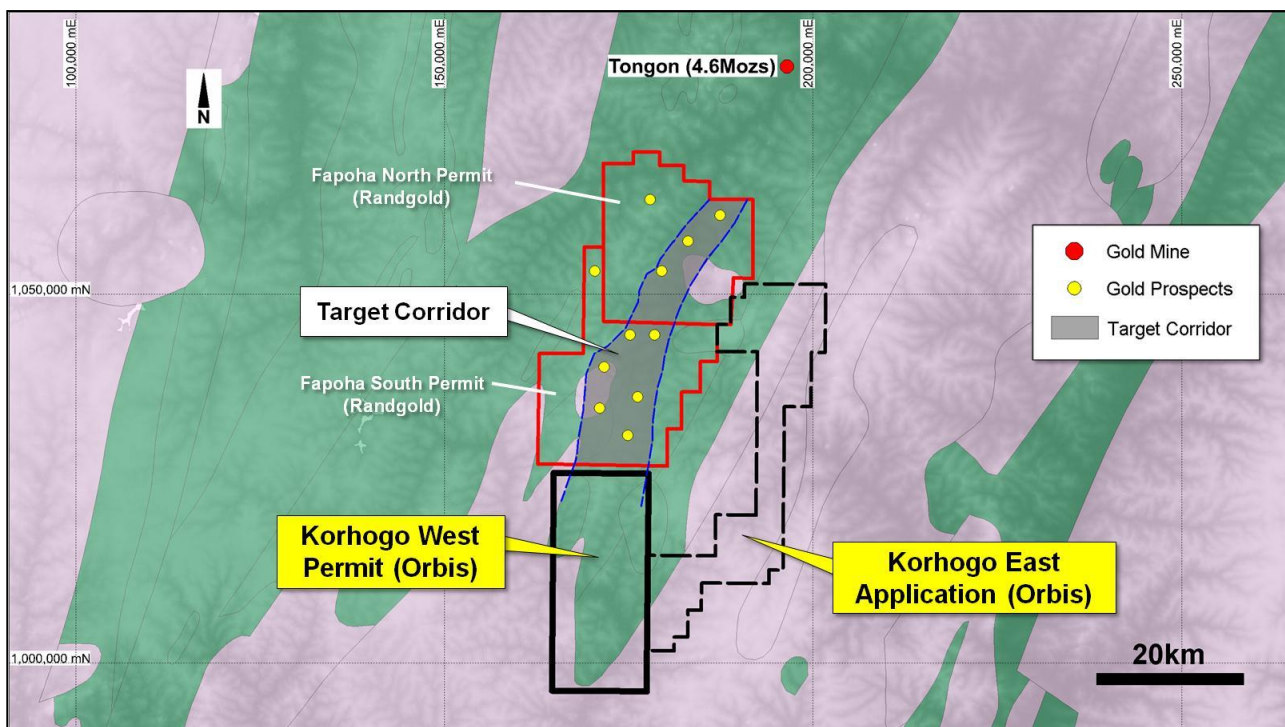 100,000 mE
150,000 mE
200,000 mE
250,000 mE
Tongon (4.6Mozs)
N
Fapoha North Permit
(Randgold)
Gold Mine
Gold Prospects
Target Corridor
1,050,000 mN
Target Corridor
Fapoha South Permit
(Randgold)
Korhogo West
Permit (Orbis)
Korhogo East
Application (Orbis)
1,000,000 mN
20km